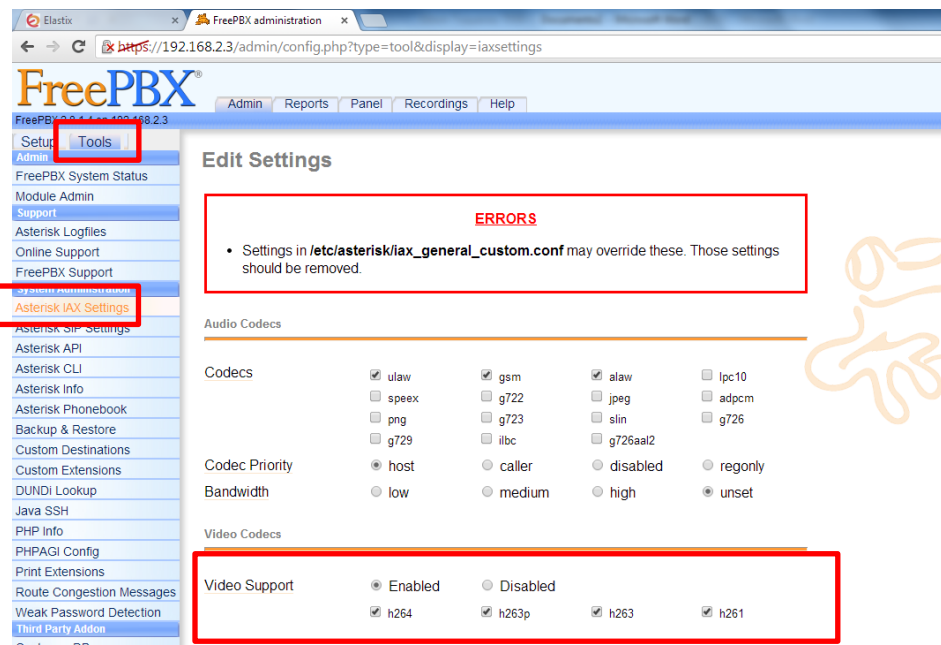 Elastix
FreePBX administration
https://192.168.2.3/admin/config.php?type=tool&display=iaxsettings
FreePBX®
Admin Reports Panel Recordings Help
Setup Tools
Admin
FreePBX System Status
Module Admin
Support
Asterisk Logfiles
Online Support
FreePBX Support
System Administration
Asterisk IAX Settings
Asterisk SIP Settings
Asterisk API
Asterisk CLI
Asterisk Info
Asterisk Phonebook
Backup & Restore
Custom Destinations
Custom Extensions
DUNDi Lookup
Java SSH
PHP Info
PHPAGI Config
Print Extensions
Route Congestion Messages
Weak Password Detection
Third Party Addon
Edit Settings
ERRORS
Settings in /etc/asterisk/iax_general_custom.conf may override these. Those settings
should be removed.
Audio Codecs
Codecs ulaw gsm alaw lpc10
speex g722 jpeg adpcm
png g723 slin g726
g729 ilbc g726aal2
Codec Priority host caller disabled regonly
Bandwidth low medium high unset
Video Codecs
Video Support Enabled Disabled
h264 h263p h263 h261